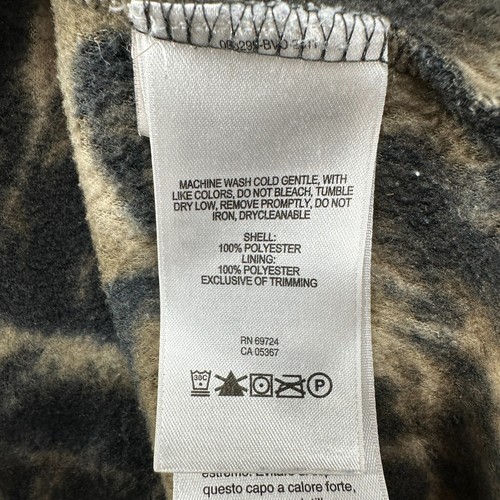 MACHINE WASH COLD GENTLE, WITH
LIKE COLORS, DO NOT BLEACH, TUMBLE
DRY LOW, REMOVE PROMPTLY, DO NOT
IRON, DRYCLEANABLE
SHELL:
100% POLYESTER
LINING:
100% POLYESTER
EXCLUSIVE OF TRIMMING
RN 69724
CA 05367
30C P
questo capo a calore forte,